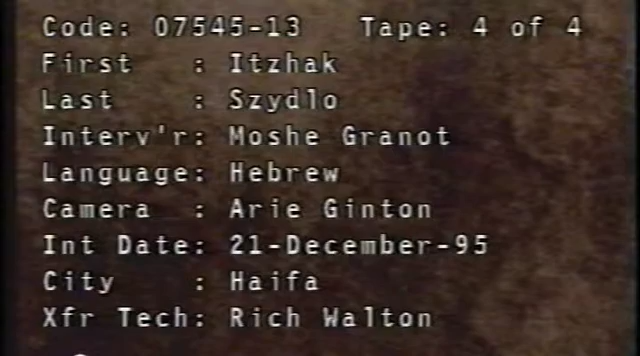 Code: 07545-13 Tape: 4 of 4
First : Itzhak
Last : Szydlo
Interv'r: Moshe Granot
Language: Hebrew
Camera : Arie Ginton
Int Date: 21-December-95
City : Haifa
Xfr Tech: Rich Walton